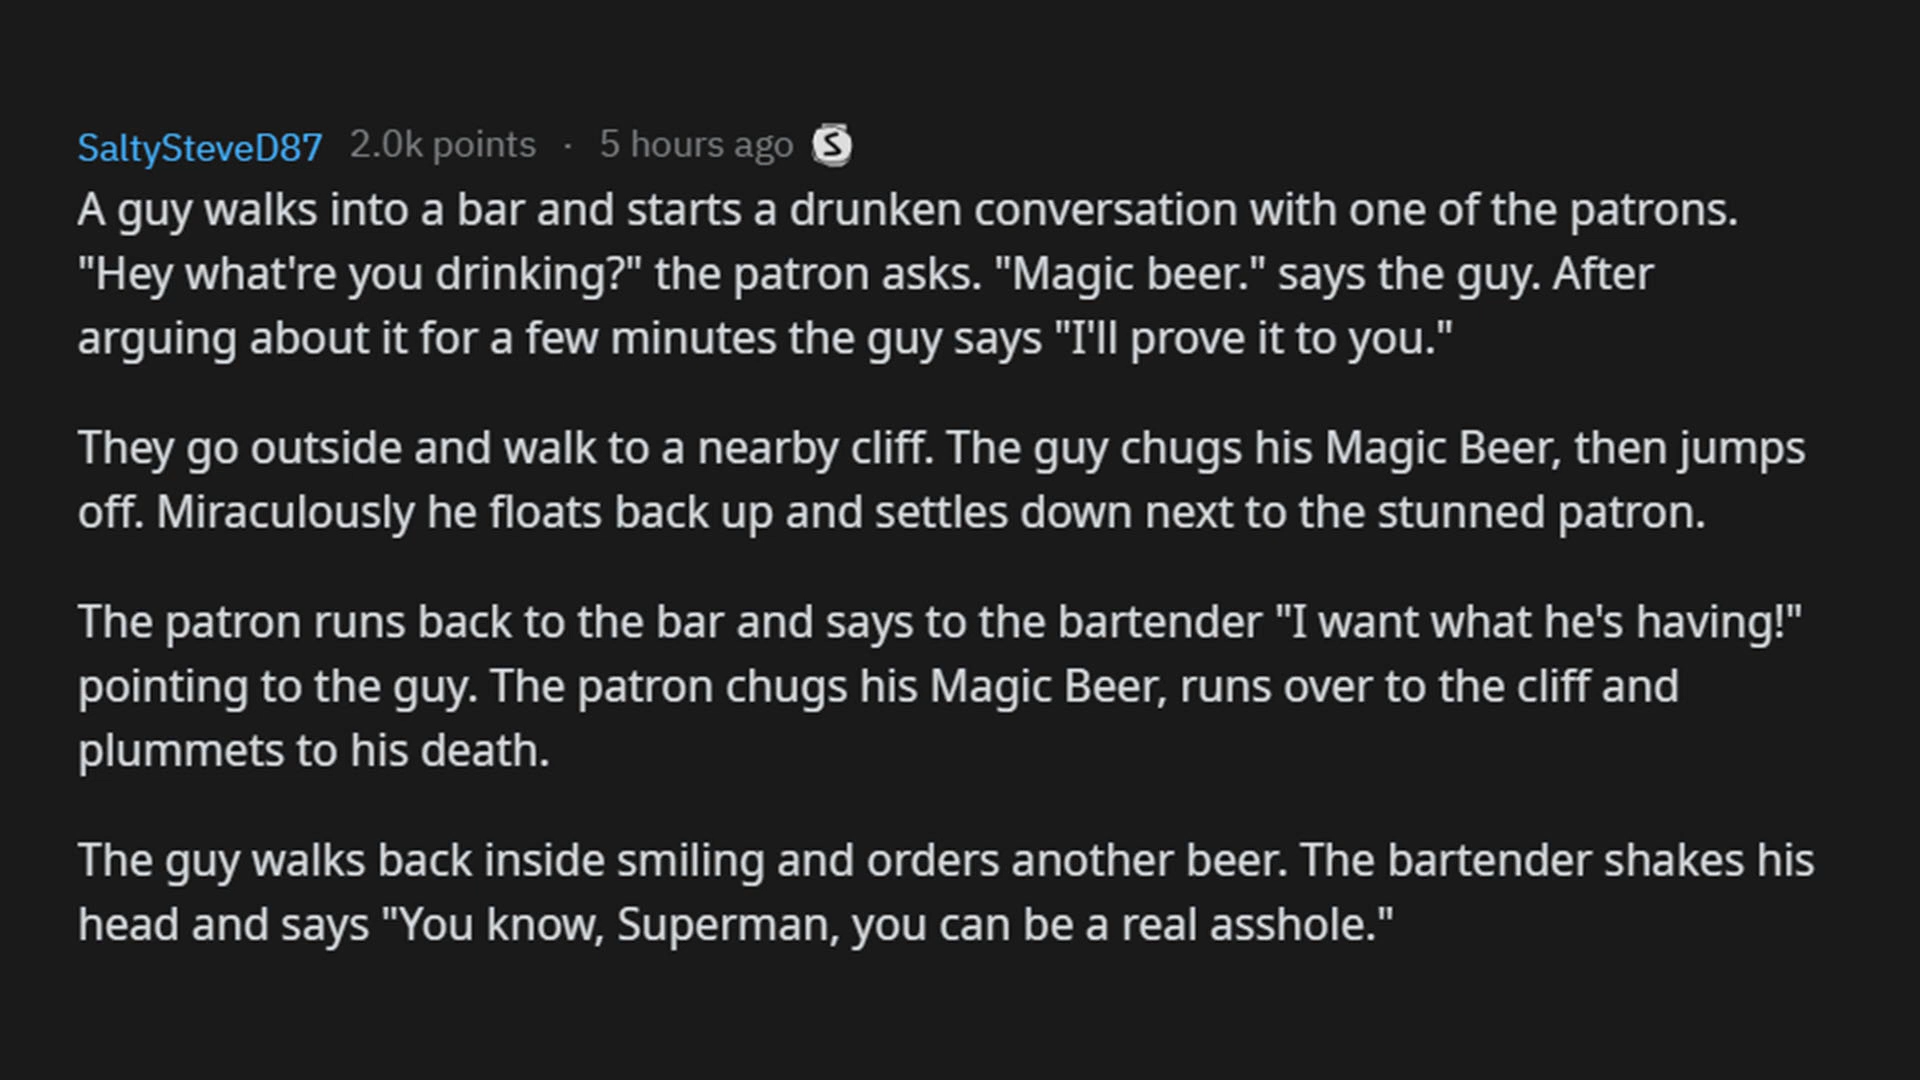 SaltySteveD87 2.0k points · 5 hours ago S
A guy walks into a bar and starts a drunken conversation with one of the patrons.
"Hey what're you drinking?" the patron asks. "Magic beer." says the guy. After
arguing about it for a few minutes the guy says "I'll prove it to you."
They go outside and walk to a nearby cliff. The guy chugs his Magic Beer, then jumps
off. Miraculously he floats back up and settles down next to the stunned patron.
The patron runs back to the bar and says to the bartender "I want what he's having!"
pointing to the guy. The patron chugs his Magic Beer, runs over to the cliff and
plummets to his death.
The guy walks back inside smiling and orders another beer. The bartender shakes his
head and says "You know, Superman, you can be a real asshole."